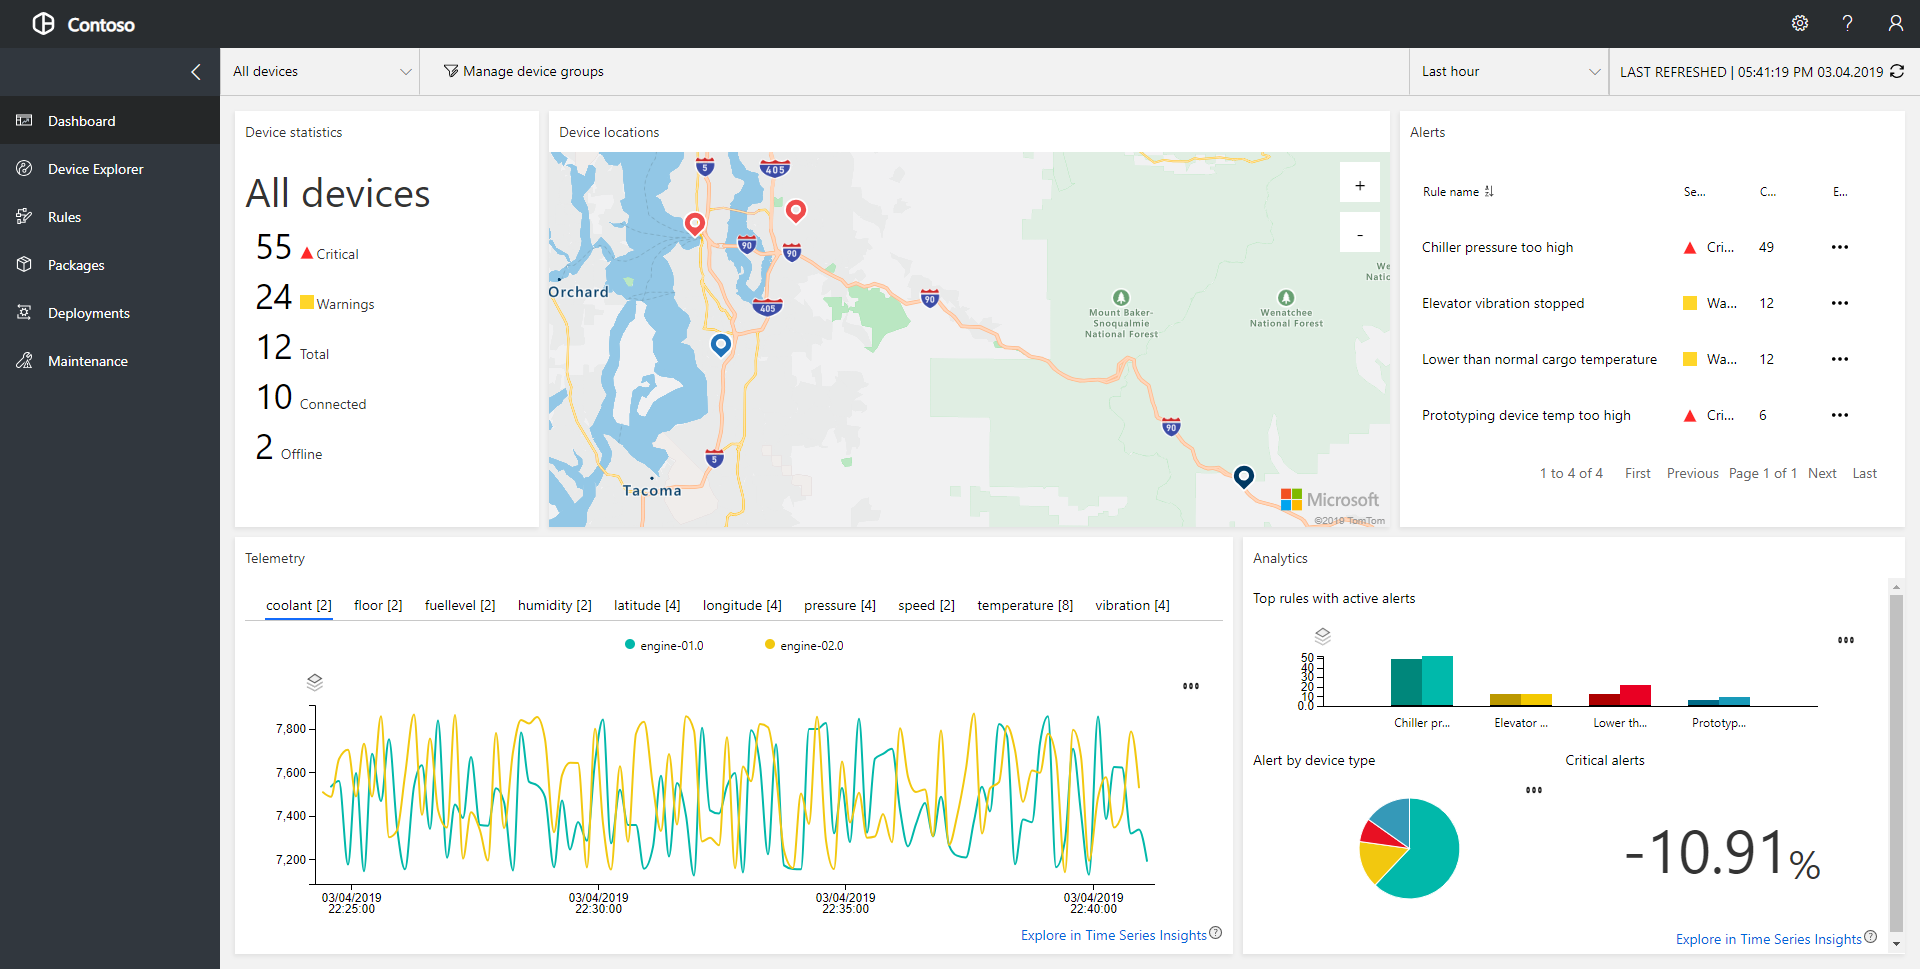 Contoso
?
All devices
Manage device groups
Last hour
LAST REFRESHED | 05:41:19 PM 03.04.2019
Dashboard
Device Explorer
Rules
Packages
Deployments
Maintenance
Device statistics
All devices
55 Critical
24 Warnings
12 Total
10 Connected
2 Offline
Device locations
5
405
90
90
405
90
90
5
Orchard
Tacoma
Mount Baker-
Snoqualmie
National Forest
Wenatchee
National Forest
We
Natic
+
-
Microsoft
©2019 TomTom
Alerts
Rule name Se... C... E...
Chiller pressure too high Cri... 49 •••
Elevator vibration stopped Wa... 12 •••
Lower than normal cargo temperature Wa... 12 •••
Prototyping device temp too high Cri... 6 •••
1 to 4 of 4 First Previous Page 1 of 1 Next Last
Telemetry
coolant [2] floor [2] fuellevel [2] humidity [2] latitude [4] longitude [4] pressure [4] speed [2] temperature [8] vibration [4]
engine-01.0 engine-02.0
7,800
7,600
7,400
7,200
03/04/2019 03/04/2019 03/04/2019 03/04/2019
22:25:00 22:30:00 22:35:00 22:40:00
Explore in Time Series Insights ?
Analytics
Top rules with active alerts
50
40
30
20
10
0.0
Chiller pr... Elevator ... Lower th... Prototyp...
Alert by device type
Critical alerts
-10.91%
Explore in Time Series Insights ?